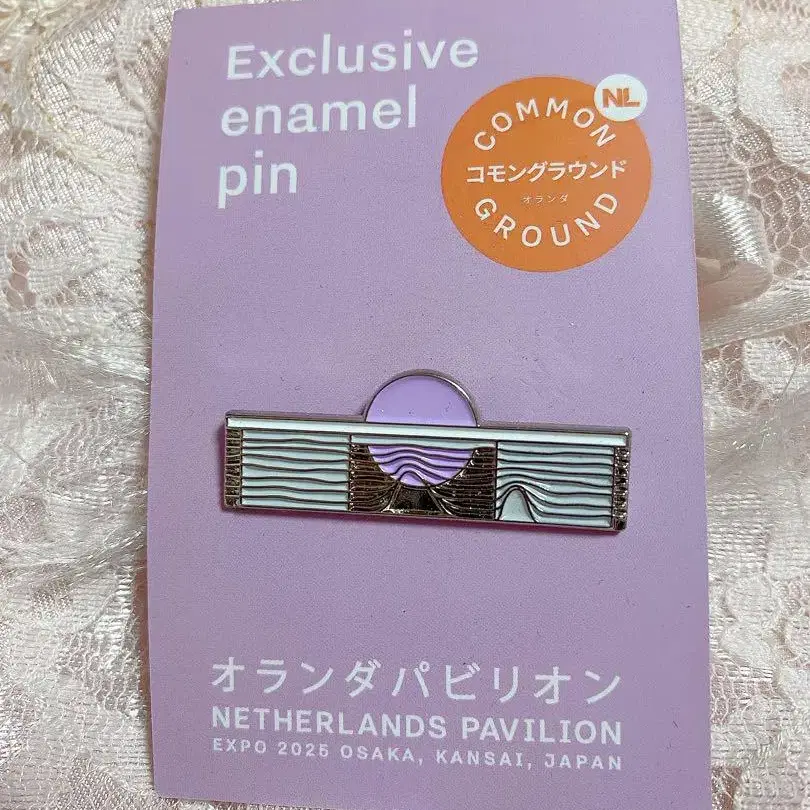 Exclusive
enamel
pin
NL
COMMON
コモングラウンド
オランダ
GROUND
オランダパビリオン
NETHERLANDS PAVILION
EXPO 2025 OSAKA, KANSAI, JAPAN